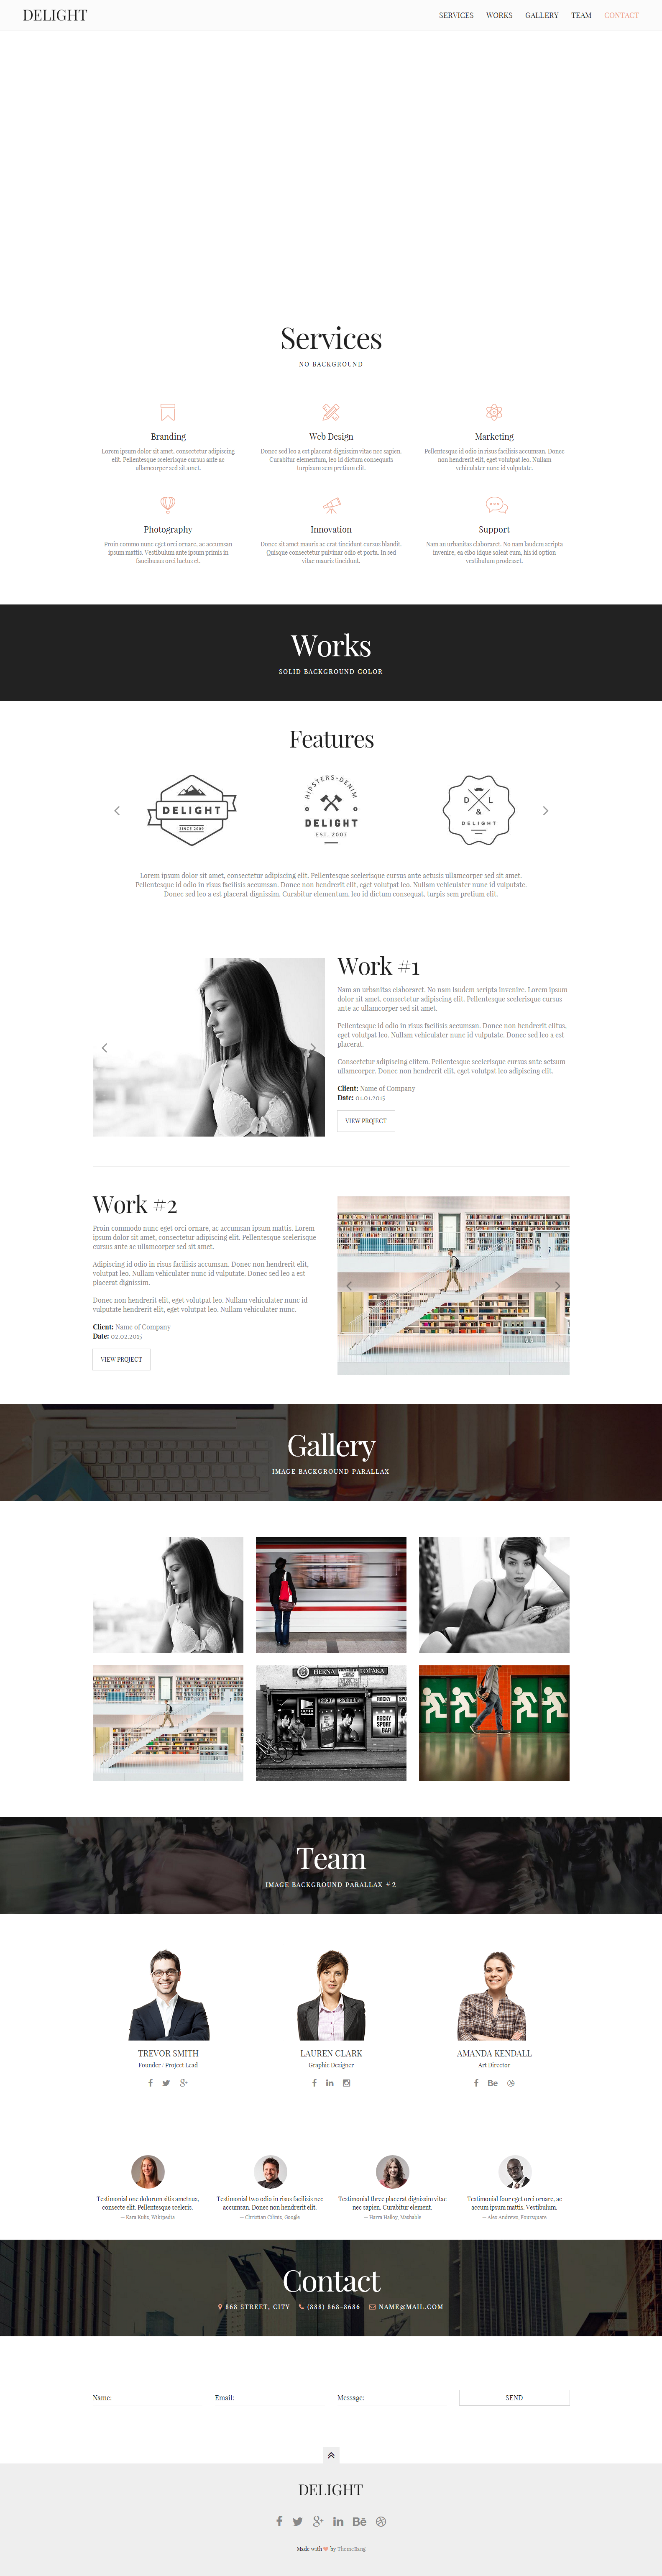 DELIGHT
SERVICES WORKS GALLERY TEAM CONTACT
Services
NO BACKGROUND
Branding
Lorem ipsum dolor sit amet, consectetur adipiscing
elit. Pellentesque scelerisque cursus ante ac
ullamcorper sed sit amet.
Web Design
Donec sed leo a est placerat dignissim vitae nec sapien.
Curabitur elementum, leo id dictum consequats
turpisum sem pretium elit.
Marketing
Pellentesque id odio in risus facilisis accumsan. Donec
non hendrerit elit, eget volutpat leo. Nullam
vehiculater nunc id vulputate.
Photography
Proin commo nunc eget orci ornare, ac accumsan
ipsum mattis. Vestibulum ante ipsum primis in
faucibusus orci luctus et.
Innovation
Donec sit amet mauris ac erat tincidunt cursus blandit.
Quisque consectetur pulvinar odio et porta. In sed
vitae mauris tincidunt.
Support
Nam an urbanitas elaboraret. No nam laudem scripta
invenire, ea cibo idque soleat cum, his id option
vestibulum prodesset.
Works
SOLID BACKGROUND COLOR
Features
DELIGHT
SINCE 2009
HIPSTERS-DENIM
DELIGHT
EST. 2007
D L
&
DELIGHT
Lorem ipsum dolor sit amet, consectetur adipiscing elit. Pellentesque scelerisque cursus ante actusis ullamcorper sed sit amet.
Pellentesque id odio in risus facilisis accumsan. Donec non hendrerit elit, eget volutpat leo. Nullam vehiculater nunc id vulputate.
Donec sed leo a est placerat dignissim. Curabitur elementum, leo id dictum consequat, turpis sem pretium elit.
Work #1
Nam an urbanitas elaboraret. No nam laudem scripta invenire. Lorem ipsum
dolor sit amet, consectetur adipiscing elit. Pellentesque scelerisque cursus
ante ac ullamcorper sed sit amet.
Pellentesque id odio in risus facilisis accumsan. Donec non hendrerit elitus,
eget volutpat leo. Nullam vehiculater nunc id vulputate. Donec sed leo a est
placerat.
Consectetur adipiscing elitem. Pellentesque scelerisque cursus ante actsum
ullamcorper. Donec non hendrerit elit, eget volutpat leo adipiscing elit.
Client: Name of Company
Date: 01.01.2015
VIEW PROJECT
Work #2
Proin commodo nunc eget orci ornare, ac accumsan ipsum mattis. Lorem
ipsum dolor sit amet, consectetur adipiscing elit. Pellentesque scelerisque
cursus ante ac ullamcorper sed sit amet.
Adipiscing id odio in risus facilisis accumsan. Donec non hendrerit elit,
volutpat leo. Nullam vehiculater nunc id vulputate. Donec sed leo a est
placerat dignissim.
Donec non hendrerit elit, eget volutpat leo. Nullam vehiculater nunc id
vulputate hendrerit elit, eget volutpat leo. Nullam vehiculater nunc.
Client: Name of Company
Date: 02.02.2015
VIEW PROJECT
Gallery
IMAGE BACKGROUND PARALLAX
ROCKY
SPORT
BAR
Team
IMAGE BACKGROUND PARALLAX #2
TREVOR SMITH
Founder / Project Lead
LAUREN CLARK
Graphic Designer
AMANDA KENDALL
Art Director
Testimonial one dolorum sitis ametmus,
consecte elit. Pellentesque sceleris.
— Kara Kulis, Wikipedia
Testimonial two odio in risus facilisis nec
accumsan. Donec non hendrerit elit.
— Christian Cilinis, Google
Testimonial three placerat dignissim vitae
nec sapien. Curabitur element.
— Harra Halley, Mashable
Testimonial four eget orci ornare, ac
accum ipsum mattis. Vestibulum.
— Alex Andrews, Foursquare
Contact
868 STREET, CITY (888) 868-8686 NAME@MAIL.COM
Name:
Email:
Message:
SEND
DELIGHT
Made with ❤ by ThemeBang